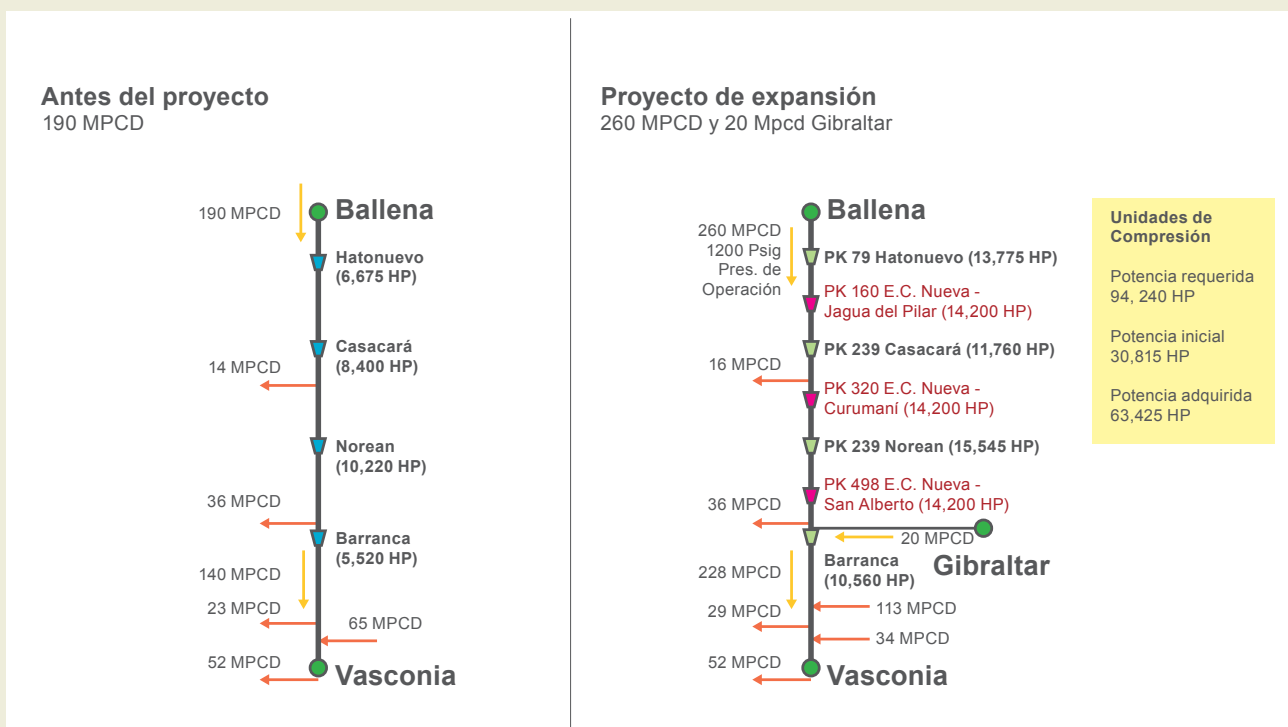 Antes del proyecto
190 MPCD
190 MPCD
Ballena
Hatonuevo
(6,675 HP)
Casacará
(8,400 HP)
14 MPCD
Norean
(10,220 HP)
36 MPCD
Barranca
(5,520 HP)
140 MPCD
23 MPCD
65 MPCD
52 MPCD
Vasconia
Proyecto de expansión
260 MPCD y 20 Mpcd Gibraltar
Ballena
260 MPCD
1200 Psig
Pres. de
Operación
PK 79 Hatonuevo (13,775 HP)
PK 160 E.C. Nueva -
Jagua del Pilar (14,200 HP)
PK 239 Casacará (11,760 HP)
16 MPCD
PK 320 E.C. Nueva -
Curumaní (14,200 HP)
PK 239 Norean (15,545 HP)
PK 498 E.C. Nueva -
San Alberto (14,200 HP)
36 MPCD
20 MPCD
Gibraltar
Barranca
(10,560 HP)
228 MPCD
113 MPCD
29 MPCD
34 MPCD
52 MPCD
Vasconia
Unidades de
Compresión
Potencia requerida
94, 240 HP
Potencia inicial
30,815 HP
Potencia adquirida
63,425 HP